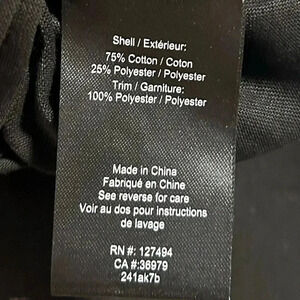 Shell / Extérieur:
75% Cotton / Coton
25% Polyester / Polyester
Trim / Garniture:
100% Polyester / Polyester
Made in China
Fabriqué en Chine
See reverse for care
Voir au dos pour instructions
de lavage
RN #: 127494
CA #:36979
241ak7b